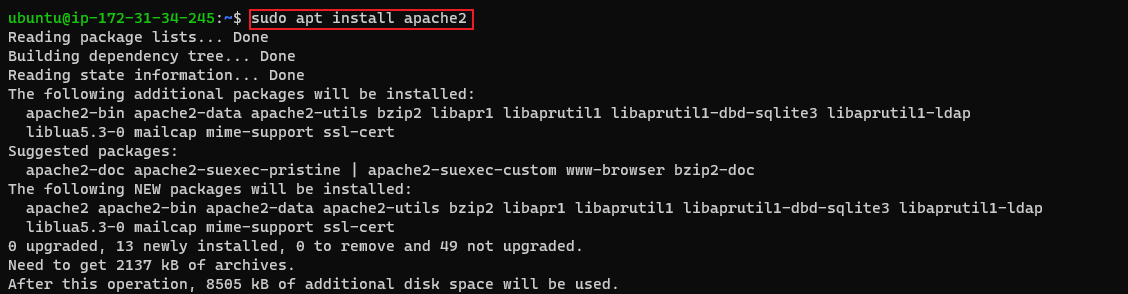 ubuntu@ip-172-31-34-245:~$ sudo apt install apache2
Reading package lists... Done
Building dependency tree... Done
Reading state information... Done
The following additional packages will be installed:
  apache2-bin apache2-data apache2-utils bzip2 libapr1 libaprutil1 libaprutil1-dbd-sqlite3 libaprutil1-ldap
  liblua5.3-0 mailcap mime-support ssl-cert
Suggested packages:
  apache2-doc apache2-suexec-pristine | apache2-suexec-custom www-browser bzip2-doc
The following NEW packages will be installed:
  apache2 apache2-bin apache2-data apache2-utils bzip2 libapr1 libaprutil1 libaprutil1-dbd-sqlite3 libaprutil1-ldap
  liblua5.3-0 mailcap mime-support ssl-cert
0 upgraded, 13 newly installed, 0 to remove and 49 not upgraded.
Need to get 2137 kB of archives.
After this operation, 8505 kB of additional disk space will be used.